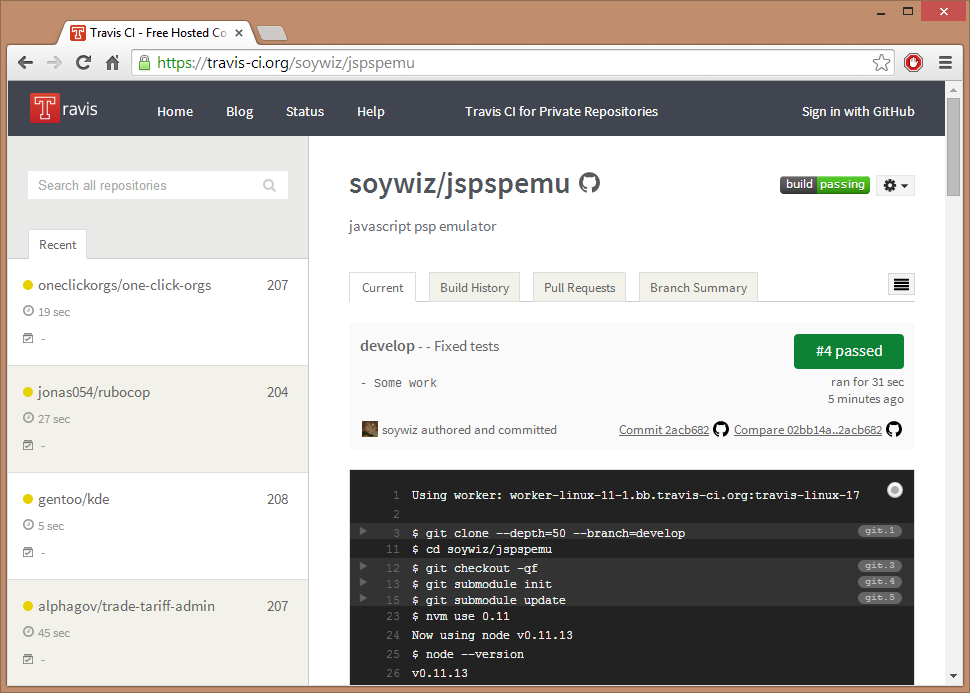 Travis CI - Free Hosted Co
https://travis-ci.org/soywiz/jspspemu
Travis Home Blog Status Help Travis CI for Private Repositories Sign in with GitHub
Search all repositories
Recent
oneclickorgs/one-click-orgs 207
19 sec
-
jonas054/rubocop 204
27 sec
-
gentoo/kde 208
5 sec
-
alphagov/trade-tariff-admin 207
45 sec
-
soywiz/jspspemu
build passing
javascript psp emulator
Current Build History Pull Requests Branch Summary
develop - - Fixed tests
#4 passed
- Some work
ran for 31 sec
5 minutes ago
soywiz authored and committed
Commit 2acb682 Compare 02bb14a..2acb682
1 Using worker: worker-linux-11-1.bb.travis-ci.org:travis-linux-17
2
3 $ git clone --depth=50 --branch=develop git.1
11 $ cd soywiz/jspspemu
12 $ git checkout -qf git.3
13 $ git submodule init git.4
15 $ git submodule update git.5
23 $ nvm use 0.11
24 Now using node v0.11.13
25 $ node --version
26 v0.11.13